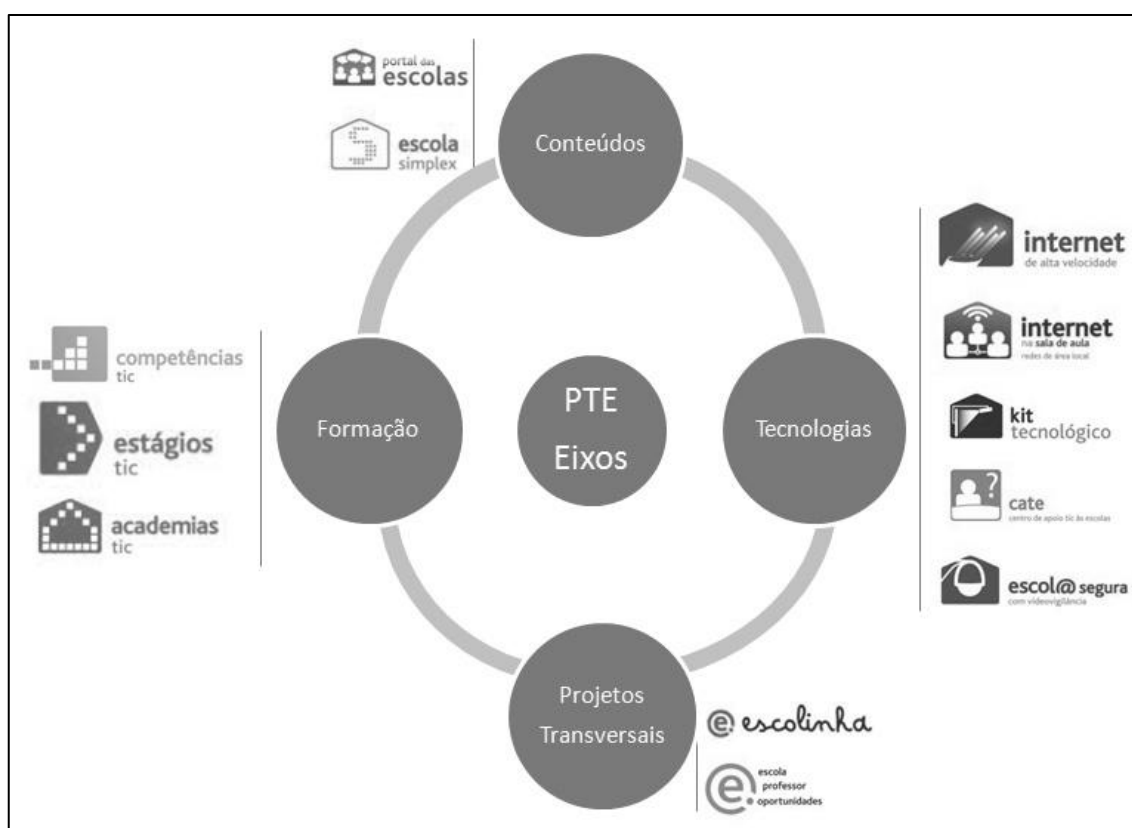 portal das
escolas
escola
simplex
Conteúdos
internet
de alta velocidade
internet
na sala de aula
redes de área local
kit
tecnológico
cate
centro de apoio tic às escolas
escol@ segura
com videovigilância
Tecnologias
PTE
Eixos
Formação
competências
tic
estágios
tic
academias
tic
Projetos
Transversais
e. escolinha
e.
escola
professor
oportunidades